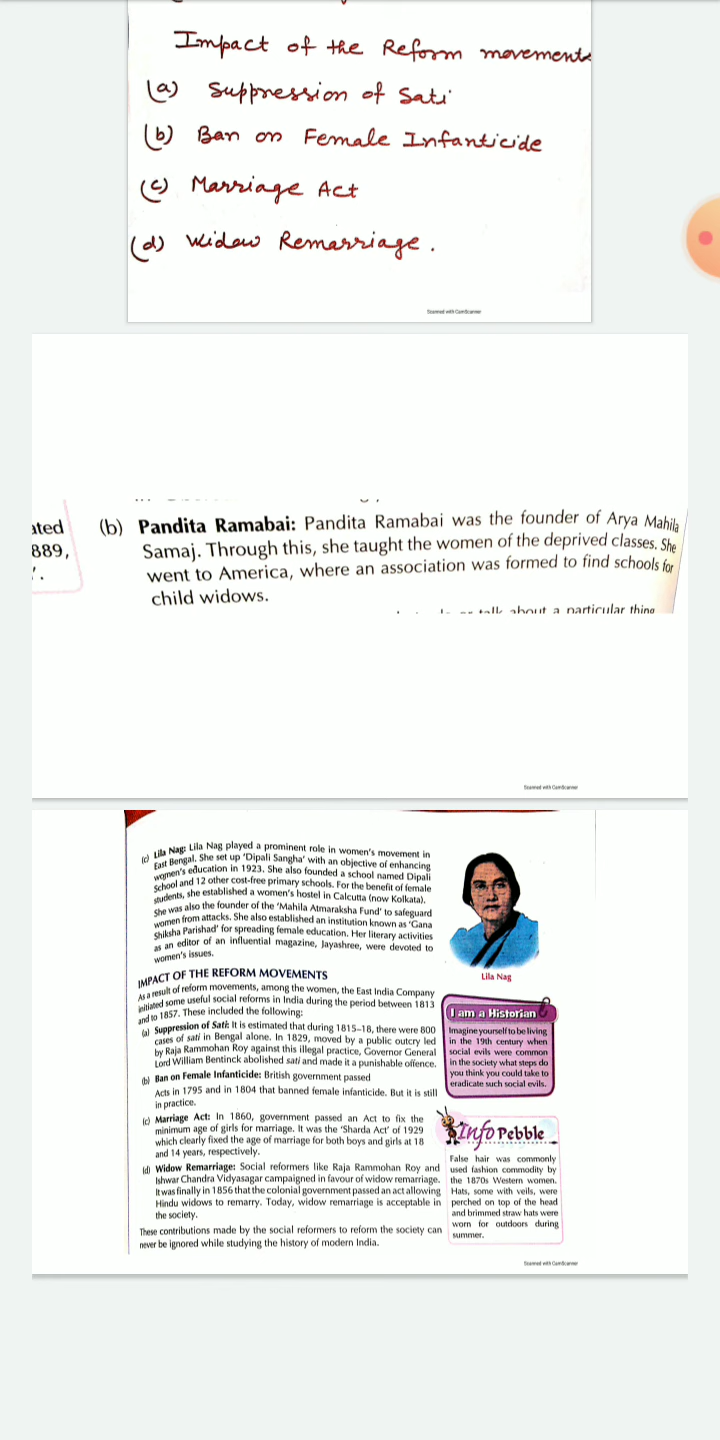 Impact of the Reform movements
(a) Suppression of Sati
(b) Ban on Female Infanticide
(c) Marriage Act
(d) Widow Remarriage.
Scanned with CamScanner
ated
889,
'.
(b) Pandita Ramabai: Pandita Ramabai was the founder of Arya Mahila
Samaj. Through this, she taught the women of the deprived classes. She
went to America, where an association was formed to find schools for
child widows.
talk about a particular thing
Scanned with CamScanner
(c) Lila Nag: Lila Nag played a prominent role in women's movement in
East Bengal. She set up 'Dipali Sangha' with an objective of enhancing
women's education in 1923. She also founded a school named Dipali
School and 12 other cost-free primary schools. For the benefit of female
students, she established a women's hostel in Calcutta (now Kolkata).
She was also the founder of the 'Mahila Atmaraksha Fund' to safeguard
women from attacks. She also established an institution known as 'Gana
Shiksha Parishad' for spreading female education. Her literary activities
as an editor of an influential magazine, Jayashree, were devoted to
women's issues.
Lila Nag
IMPACT OF THE REFORM MOVEMENTS
As a result of reform movements, among the women, the East India Company
initiated some useful social reforms in India during the period between 1813
and to 1857. These included the following:
(a) Suppression of Sati: It is estimated that during 1815–18, there were 800
cases of sati in Bengal alone. In 1829, moved by a public outcry led
by Raja Rammohan Roy against this illegal practice, Governor General
Lord William Bentinck abolished sati and made it a punishable offence.
(b) Ban on Female Infanticide: British government passed
Acts in 1795 and in 1804 that banned female infanticide. But it is still
in practice.
(c) Marriage Act: In 1860, government passed an Act to fix the
minimum age of girls for marriage. It was the 'Sharda Act' of 1929
which clearly fixed the age of marriage for both boys and girls at 18
and 14 years, respectively.
(d) Widow Remarriage: Social reformers like Raja Rammohan Roy and
Ishwar Chandra Vidyasagar campaigned in favour of widow remarriage.
It was finally in 1856 that the colonial government passed an act allowing
Hindu widows to remarry. Today, widow remarriage is acceptable in
the society.
These contributions made by the social reformers to reform the society can
never be ignored while studying the history of modern India.
I am a Historian
Imagine yourself to be living
in the 19th century when
social evils were common
in the society what steps do
you think you could take to
eradicate such social evils.
Info Pebble
False hair was commonly
used fashion commodity by
the 1870s Western women.
Hats, some with veils, were
perched on top of the head
and brimmed straw hats were
worn for outdoors during
summer.
Scanned with CamScanner